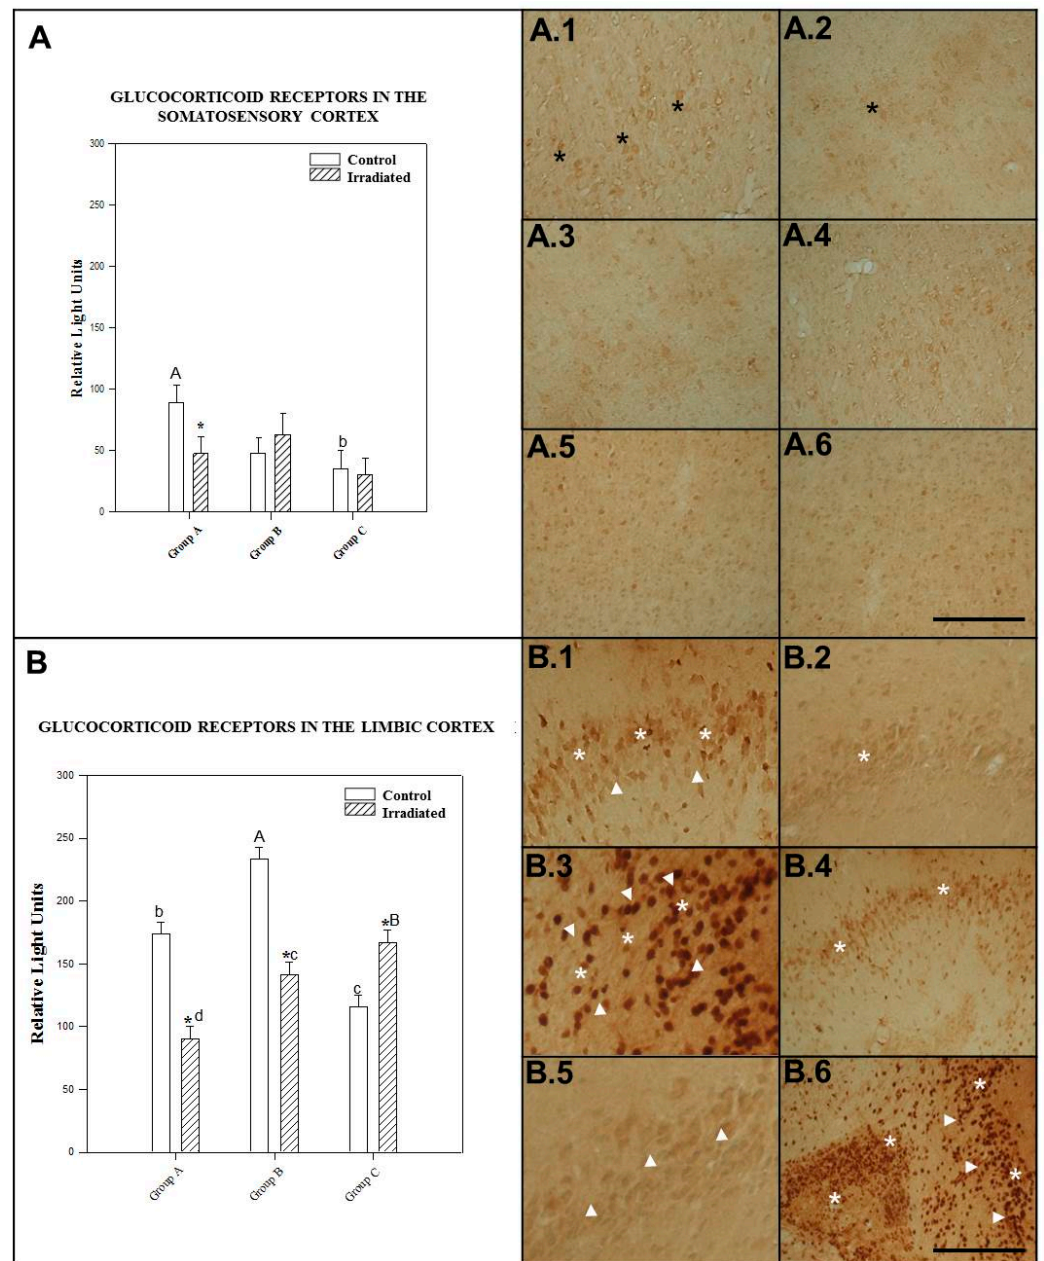 A
GLUCOCORTICOID RECEPTORS IN THE
SOMATOSENSORY CORTEX
300
250
200
150
100
50
0
Relative Light Units
Control
Irradiated
A
*
b
Group A
Group B
Group C
A.1
*
*
*
A.2
*
A.3
A.4
A.5
A.6
B
GLUCOCORTICOID RECEPTORS IN THE LIMBIC CORTEX
300
250
200
150
100
50
0
Relative Light Units
Control
Irradiated
b
*d
A
*c
c
*B
Group A
Group B
Group C
B.1
*
*
*
B.2
*
B.3
*
*
*
B.4
*
*
B.5
B.6
*
*
*
*